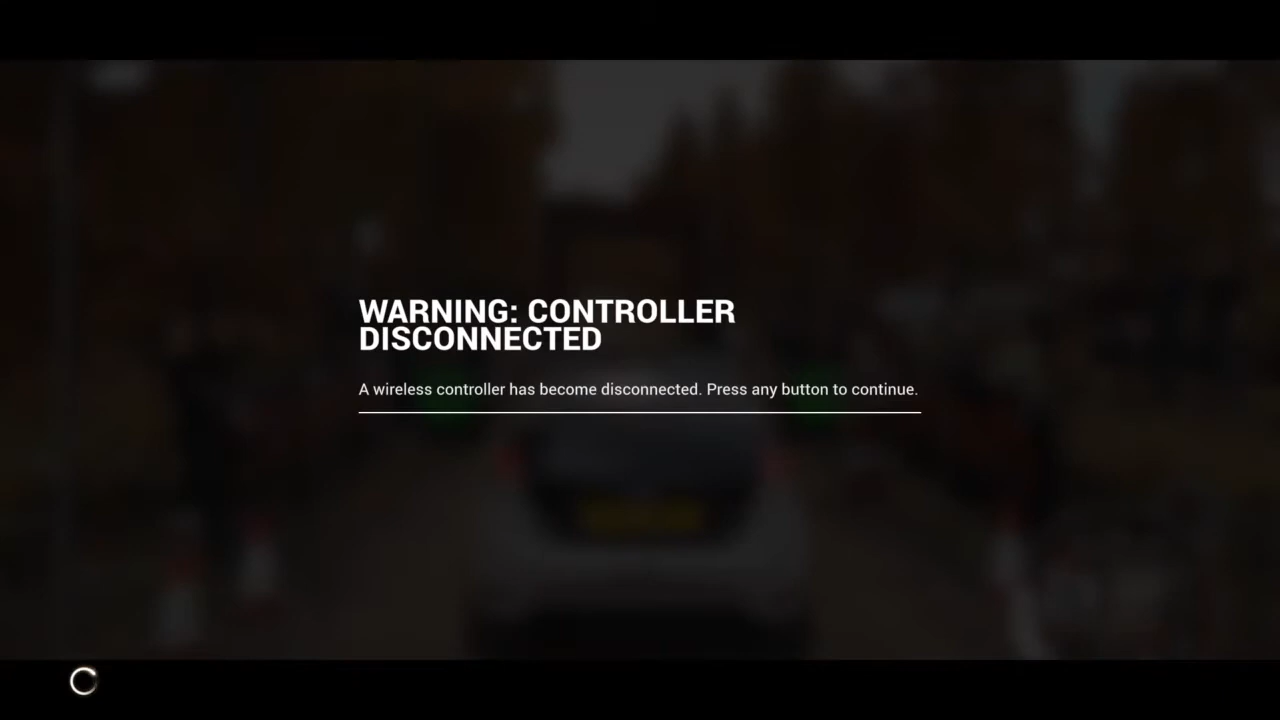 WARNING: CONTROLLER
DISCONNECTED
A wireless controller has become disconnected. Press any button to continue.